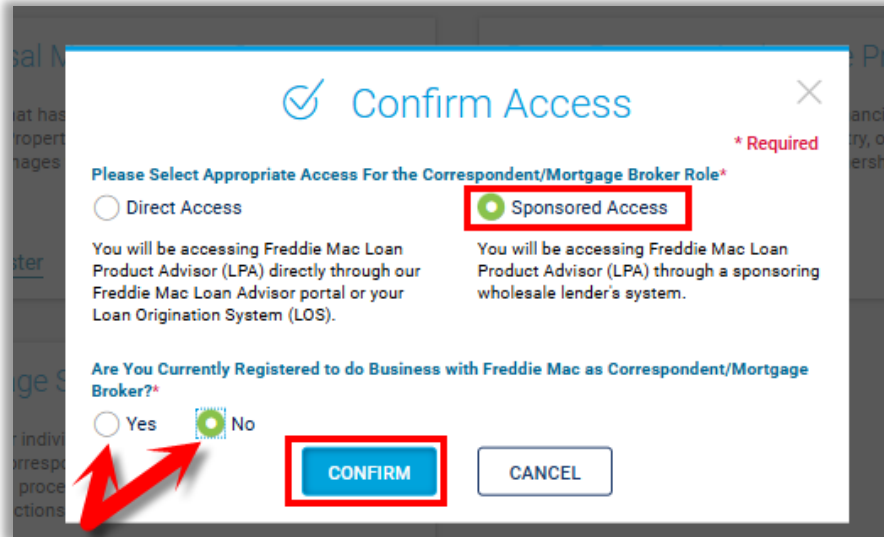 Confirm Access
* Required
Please Select Appropriate Access For the Correspondent/Mortgage Broker Role*
Direct Access
You will be accessing Freddie Mac Loan
Product Advisor (LPA) directly through our
Freddie Mac Loan Advisor portal or your
Loan Origination System (LOS).
Sponsored Access
You will be accessing Freddie Mac Loan
Product Advisor (LPA) through a sponsoring
wholesale lender's system.
Are You Currently Registered to do Business with Freddie Mac as Correspondent/Mortgage
Broker?*
Yes No
CONFIRM CANCEL